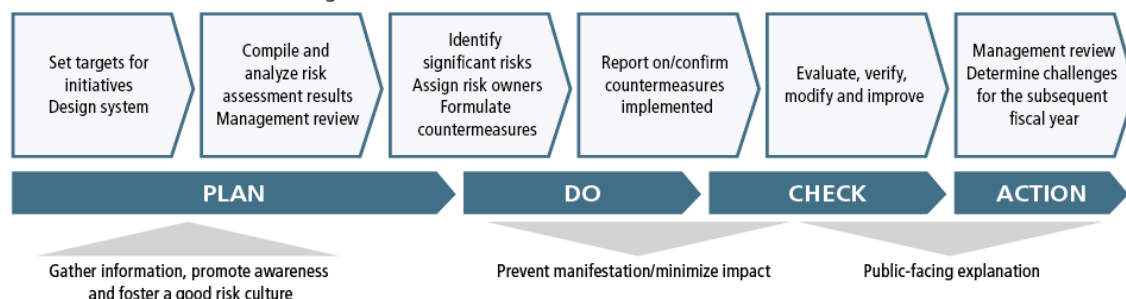 Set targets for
initiatives
Design system
Compile and
analyze risk
assessment results
Management review
Identify
significant risks
Assign risk owners
Formulate
countermeasures
Report on/confirm
countermeasures
implemented
Evaluate, verify,
modify and improve
Management review
Determine challenges
for the subsequent
fiscal year
PLAN
DO
CHECK
ACTION
Gather information, promote awareness
and foster a good risk culture
Prevent manifestation/minimize impact
Public-facing explanation